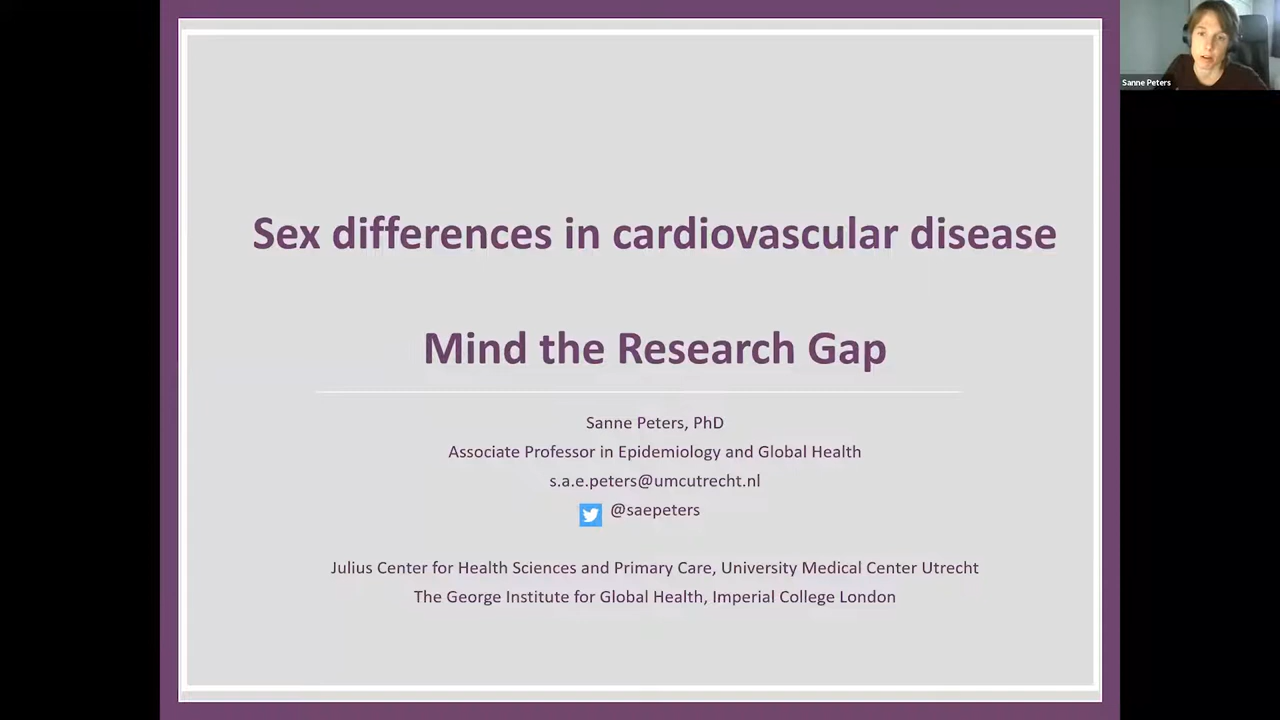 Sex differences in cardiovascular disease
Mind the Research Gap
Sanne Peters, PhD
Associate Professor in Epidemiology and Global Health
s.a.e.peters@umcutrecht.nl
@saepeters
Julius Center for Health Sciences and Primary Care, University Medical Center Utrecht
The George Institute for Global Health, Imperial College London
Sanne Peters